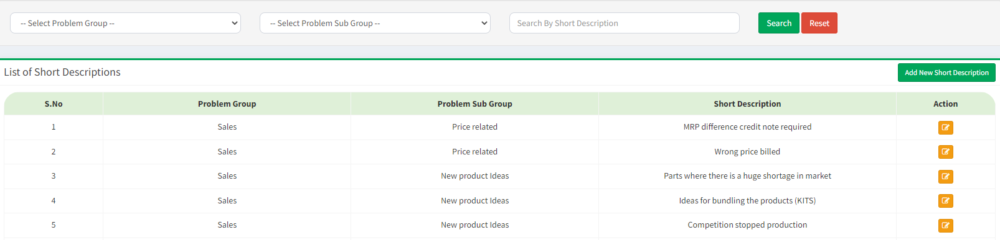 -- Select Problem Group -- -- Select Problem Sub Group -- Search By Short Description Search Reset
List of Short Descriptions Add New Short Description
S.No Problem Group Problem Sub Group Short Description Action
1 Sales Price related MRP difference credit note required
2 Sales Price related Wrong price billed
3 Sales New product Ideas Parts where there is a huge shortage in market
4 Sales New product Ideas Ideas for bundling the products (KITS)
5 Sales New product Ideas Competition stopped production